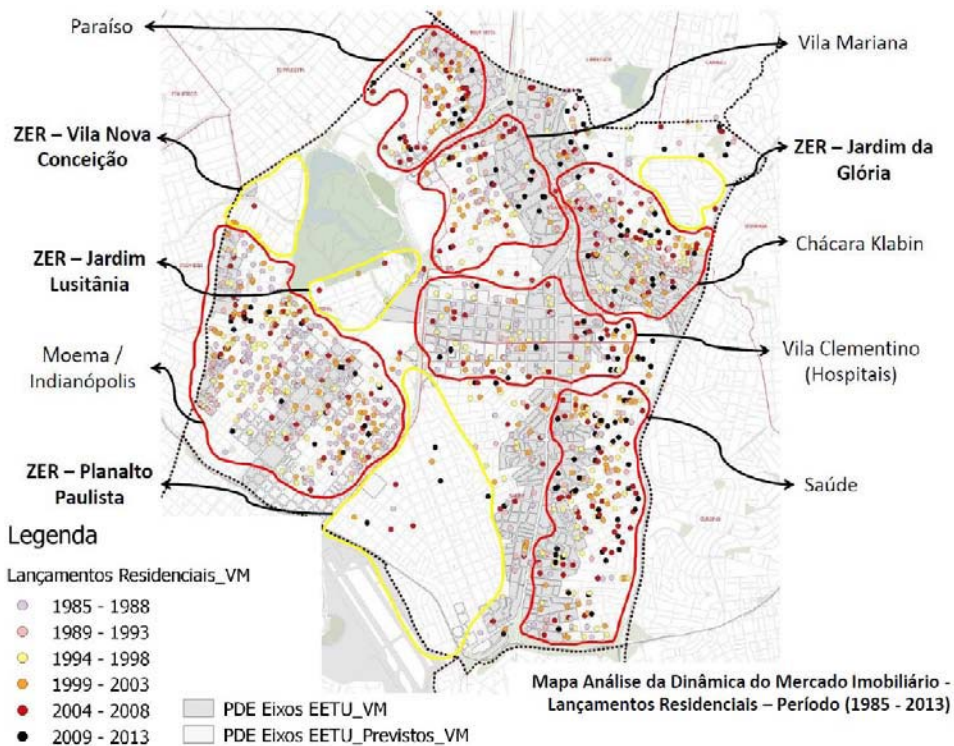 Paraíso
Vila Mariana
ZER – Vila Nova
Conceição
ZER – Jardim da
Glória
ZER – Jardim
Lusitânia
Chácara Klabin
Moema /
Indianópolis
Vila Clementino
(Hospitais)
ZER – Planalto
Paulista
Saúde
Legenda
Lançamentos Residenciais_VM
1985 - 1988
1989 - 1993
1994 - 1998
1999 - 2003
2004 - 2008
2009 - 2013
PDE Eixos EETU_VM
PDE Eixos EETU_Previstos_VM
Mapa Análise da Dinâmica do Mercado Imobiliário -
Lançamentos Residenciais – Período (1985 - 2013)